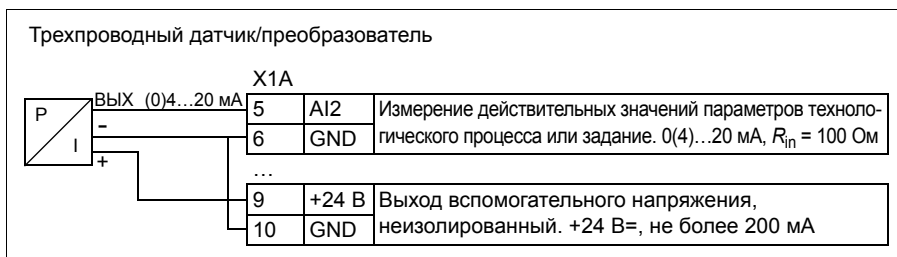 Трехпроводный датчик/преобразователь
X1A
ВЫХ (0)4…20 мА
P
I
-
+
5 AI2 Измерение действительных значений параметров техноло-
6 GND гического процесса или задание. 0(4)…20 мА, Rin = 100 Ом
…
9 +24 В Выход вспомогательного напряжения,
10 GND неизолированный. +24 В=, не более 200 мА